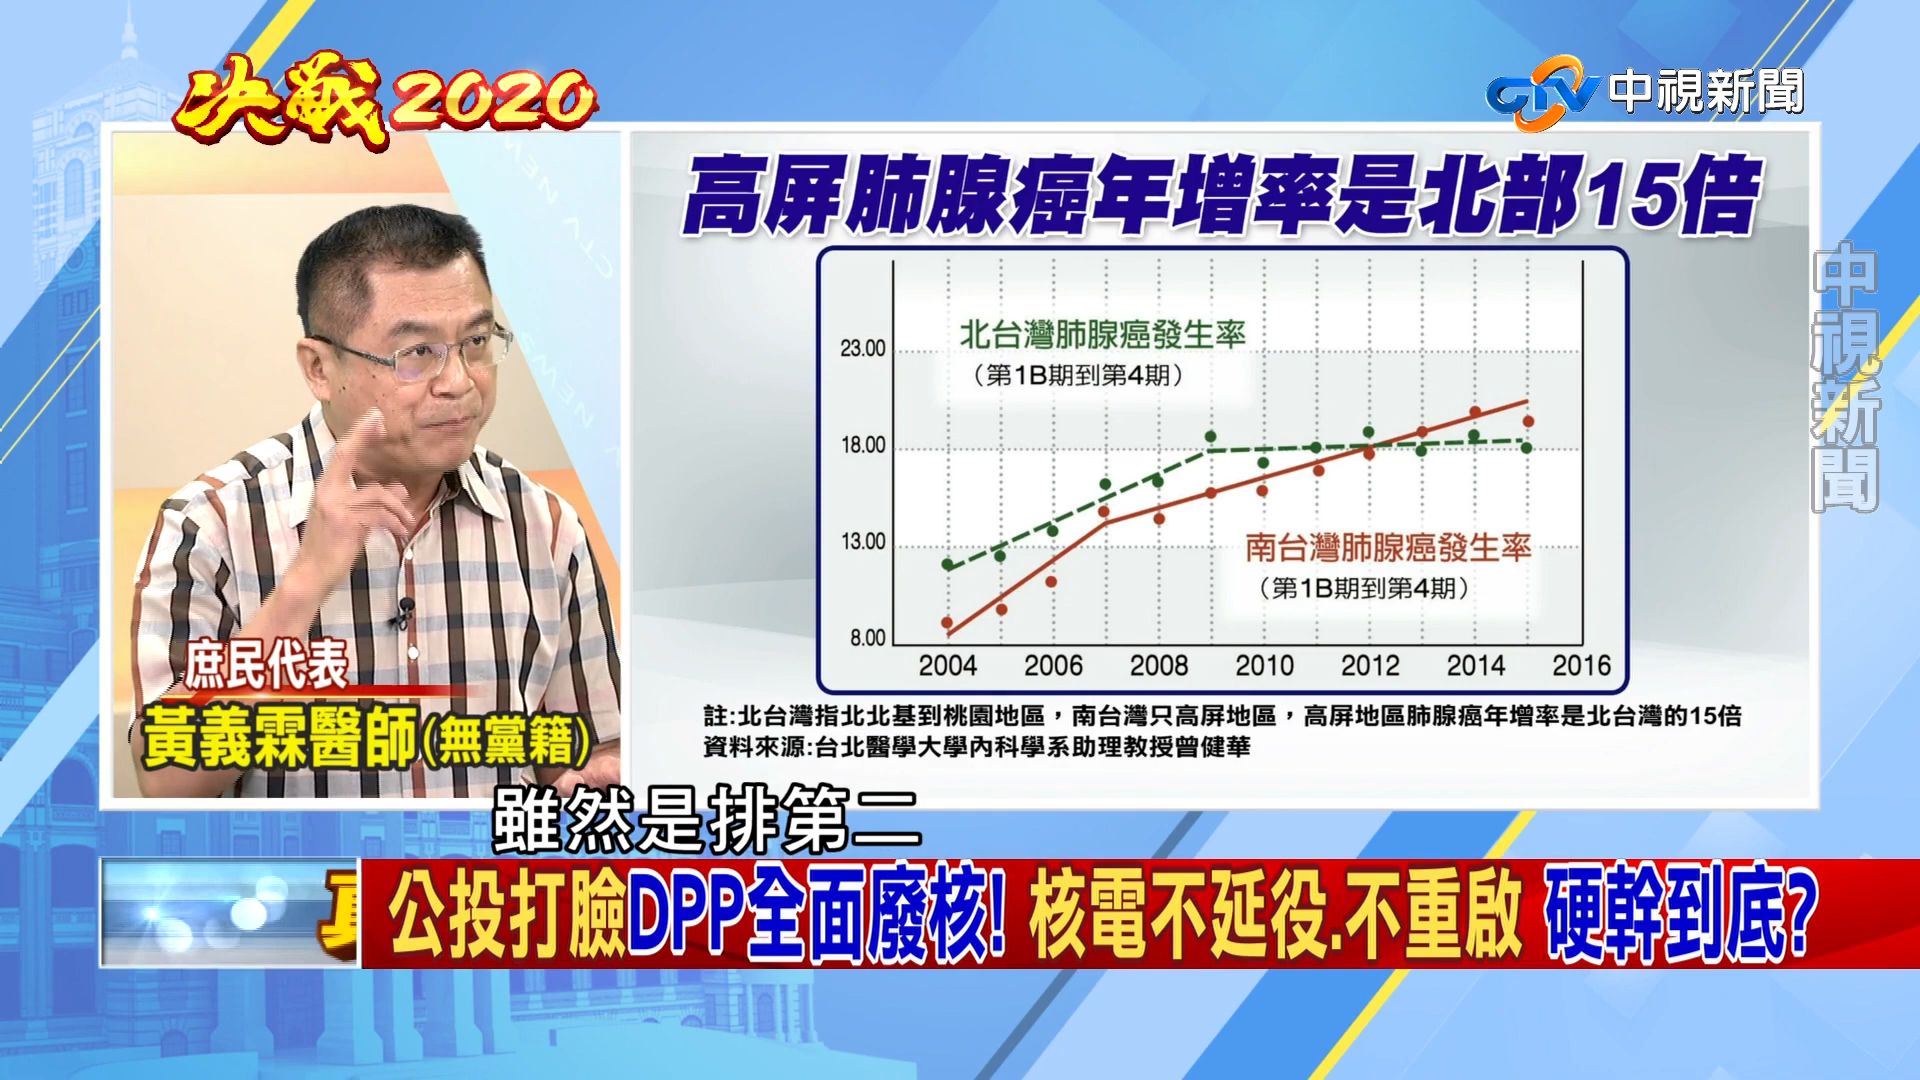 決戰2020
CTV 中視新聞
高屏肺腺癌年增率是北部15倍
北台灣肺腺癌發生率
（第1B期到第4期）
23.00
18.00
13.00
8.00
南台灣肺腺癌發生率
（第1B期到第4期）
2004 2006 2008 2010 2012 2014 2016
註:北台灣指北北基到桃園地區，南台灣只高屏地區，高屏地區肺腺癌年增率是北台灣的15倍
資料來源:台北醫學大學內科學系助理教授曾健華
中視新聞
庶民代表
黃義霖醫師(無黨籍)
雖然是排第二
公投打臉DPP全面廢核! 核電不延役.不重啟 硬幹到底?